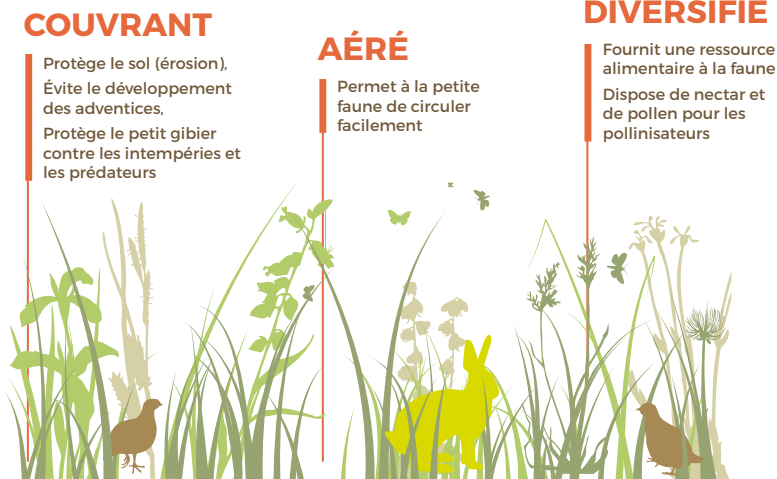 COUVRANT
Protège le sol (érosion),
Évite le développement
des adventices,
Protège le petit gibier
contre les intempéries et
les prédateurs
AÉRÉ
Permet à la petite
faune de circuler
facilement
DIVERSIFIÉ
Fournit une ressource
alimentaire à la faune
Dispose de nectar et
de pollen pour les
pollinisateurs